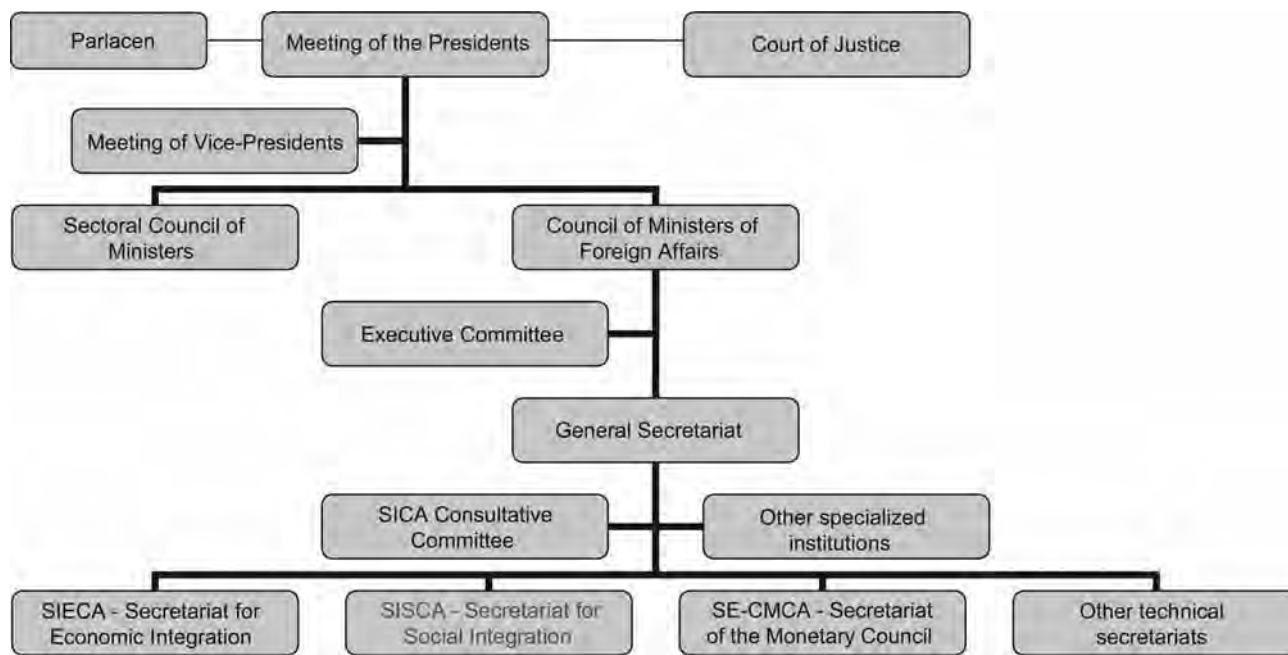 Parlacen
Meeting of the Presidents
Court of Justice
Meeting of Vice-Presidents
Sectoral Council of
Ministers
Council of Ministers of
Foreign Affairs
Executive Committee
General Secretariat
SICA Consultative
Committee
Other specialized
institutions
SIECA - Secretariat for
Economic Integration
SISCA - Secretariat for
Social Integration
SE-CMCA - Secretariat
of the Monetary Council
Other technical
secretariats